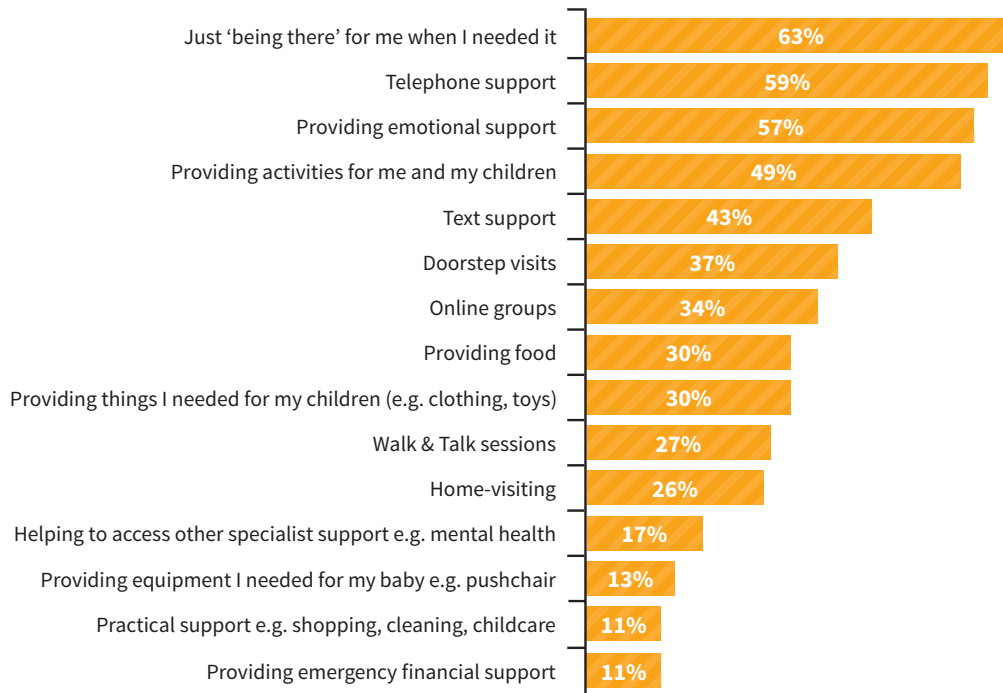 Just ‘being there’ for me when I needed it 63%
Telephone support 59%
Providing emotional support 57%
Providing activities for me and my children 49%
Text support 43%
Doorstep visits 37%
Online groups 34%
Providing food 30%
Providing things I needed for my children (e.g. clothing, toys) 30%
Walk & Talk sessions 27%
Home-visiting 26%
Helping to access other specialist support e.g. mental health 17%
Providing equipment I needed for my baby e.g. pushchair 13%
Practical support e.g. shopping, cleaning, childcare 11%
Providing emergency financial support 11%